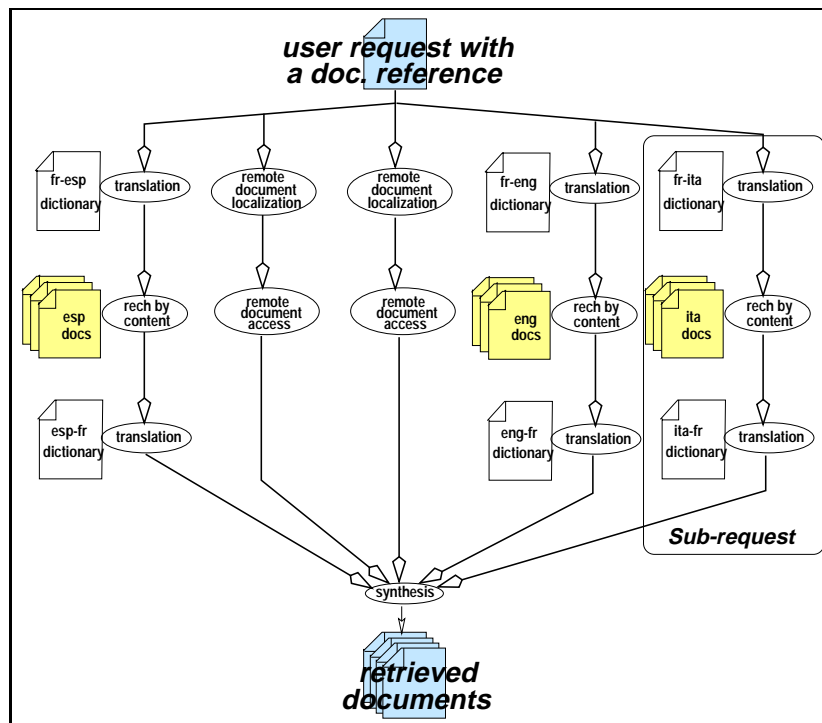 user request with
a doc. reference
fr-esp
dictionary
translation
remote
document
localization
remote
document
localization
fr-eng
dictionary
translation
fr-ita
dictionary
translation
esp
docs
rech by
content
remote
document
access
remote
document
access
eng
docs
rech by
content
ita
docs
rech by
content
esp-fr
dictionary
translation
eng-fr
dictionary
translation
ita-fr
dictionary
translation
Sub-request
synthesis
retrieved
documents